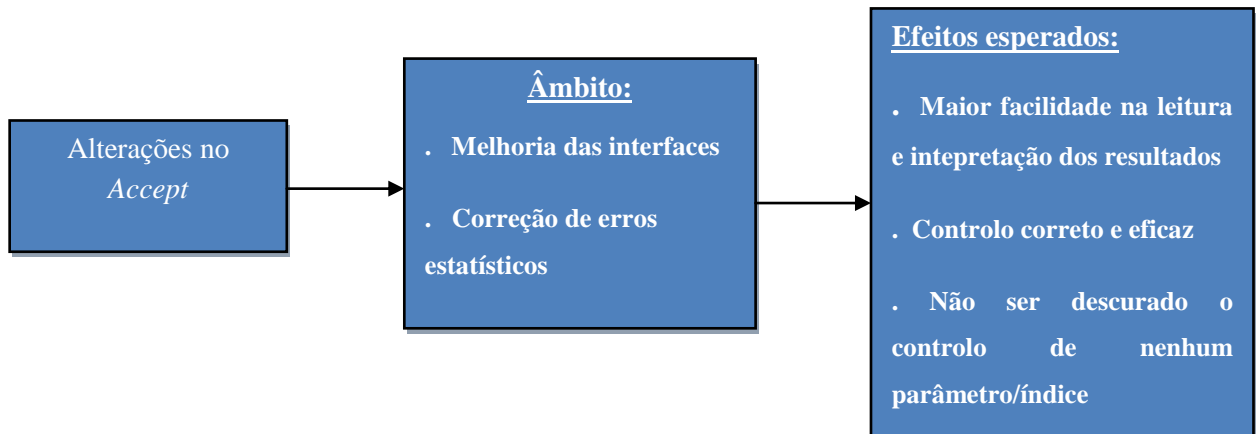 Alterações no
Accept
Âmbito:
. Melhoria das interfaces
. Correção de erros
estatísticos
Efeitos esperados:
. Maior facilidade na leitura
e intepretação dos resultados
. Controlo correto e eficaz
. Não ser descurado o
controlo de nenhum
parâmetro/índice